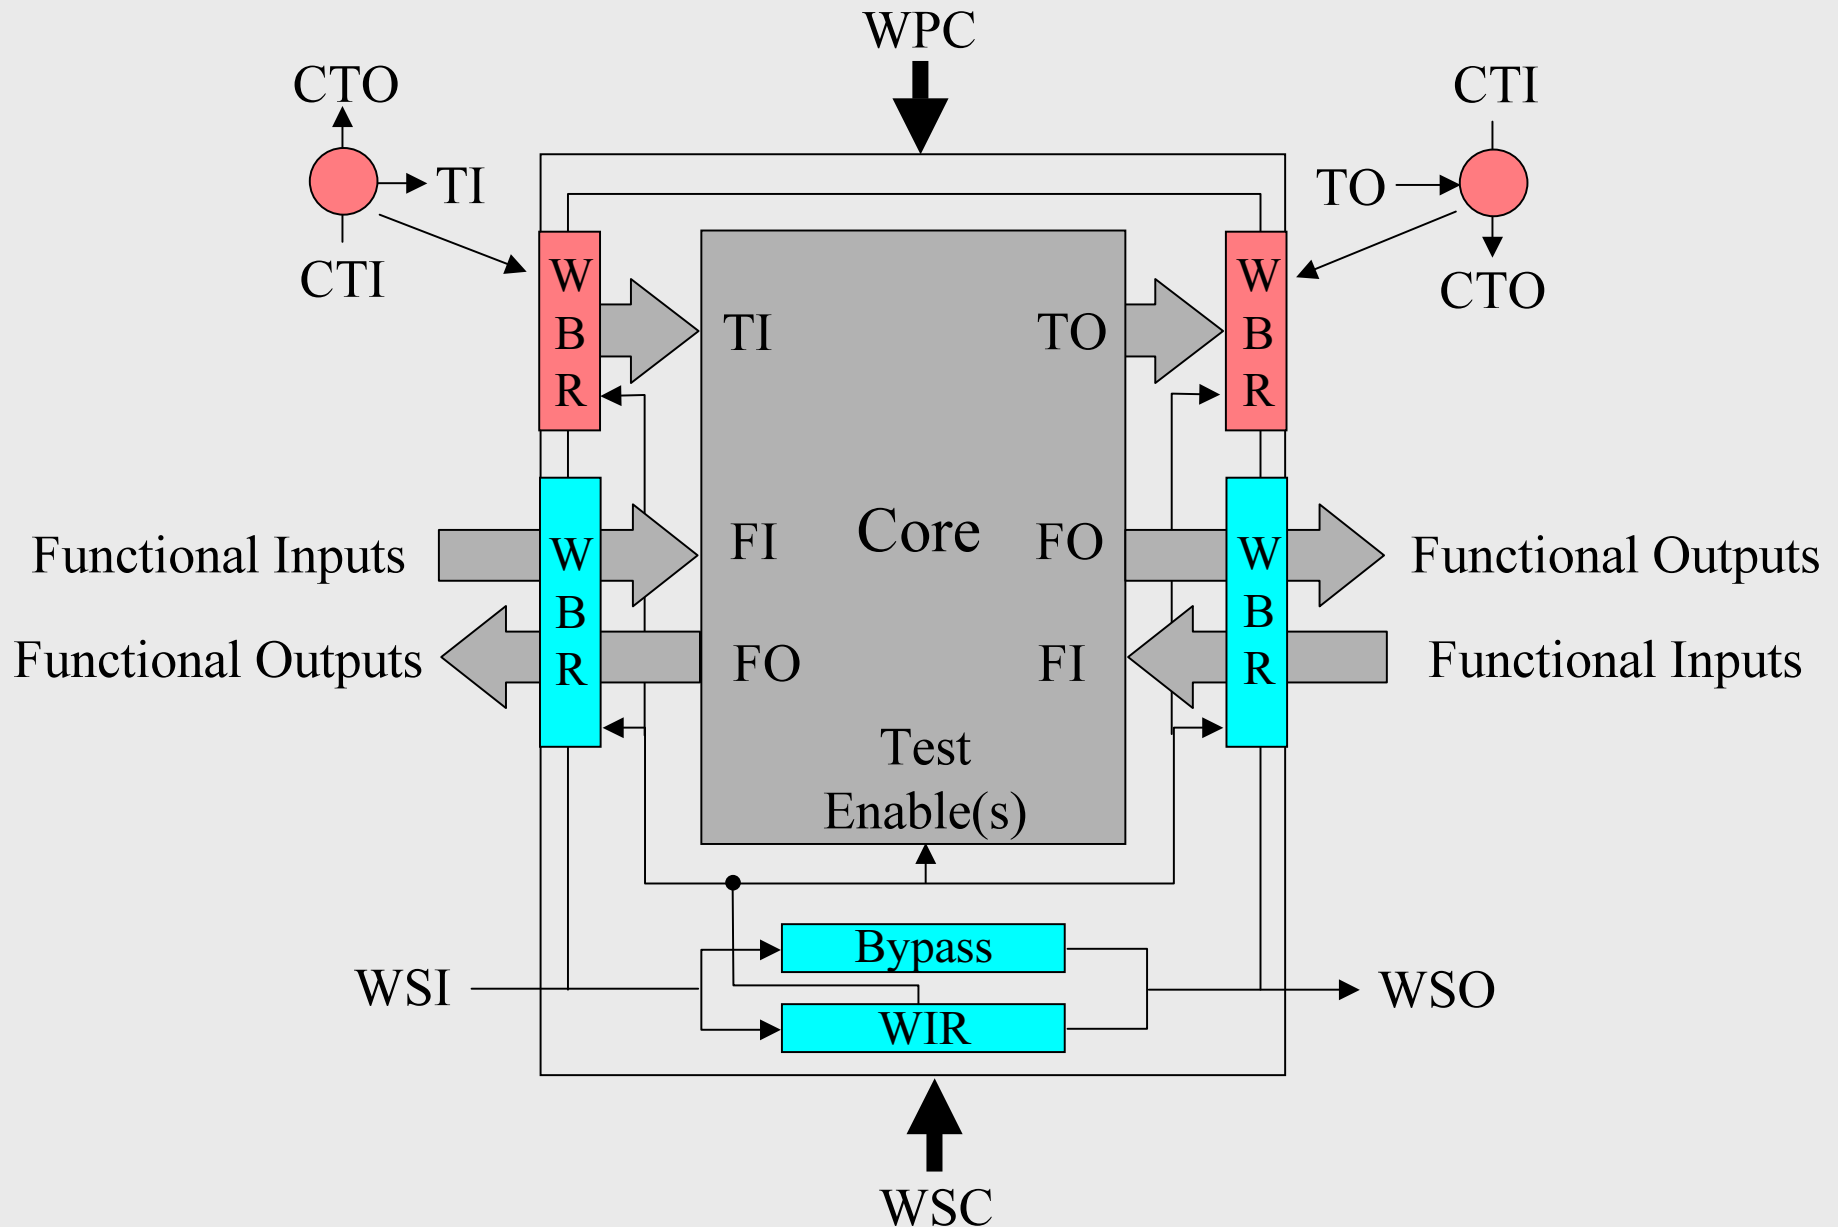 WPC
CTO
CTI
TI
TO
CTI
CTO
W
B
R
TI
TO
W
B
R
Functional Inputs
W
B
R
FI
Core
FO
W
B
R
Functional Outputs
Functional Outputs
FO
FI
Functional Inputs
Test
Enable(s)
Bypass
WSI
WIR
WSO
WSC